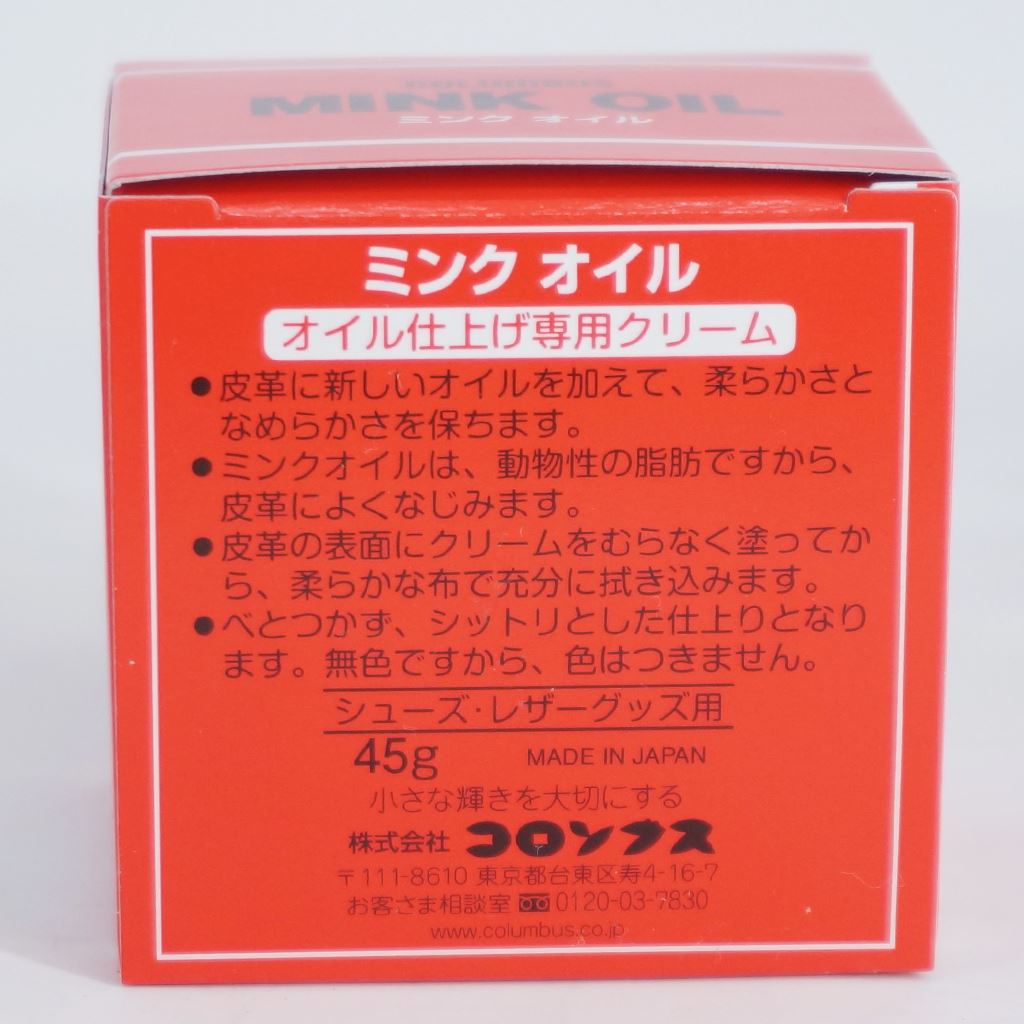 COLUMBUS
MINK OIL
ミンク オイル
ミンク オイル
オイル仕上げ専用クリーム
●皮革に新しいオイルを加えて、柔らかさと
なめらかさを保ちます。
●ミンクオイルは、動物性の脂肪ですから、
皮革によくなじみます。
●皮革の表面にクリームをむらなく塗ってか
ら、柔らかな布で充分に拭き込みます。
●べとつかず、シットリとした仕上りとなり
ます。無色ですから、色はつきません。
シューズ・レザーグッズ用
45g MADE IN JAPAN
小さな輝きを大切にする
株式会社 コロンブス
〒111-8610 東京都台東区寿4-16-7
お客さま相談室 0120-03-7830
www.columbus.co.jp